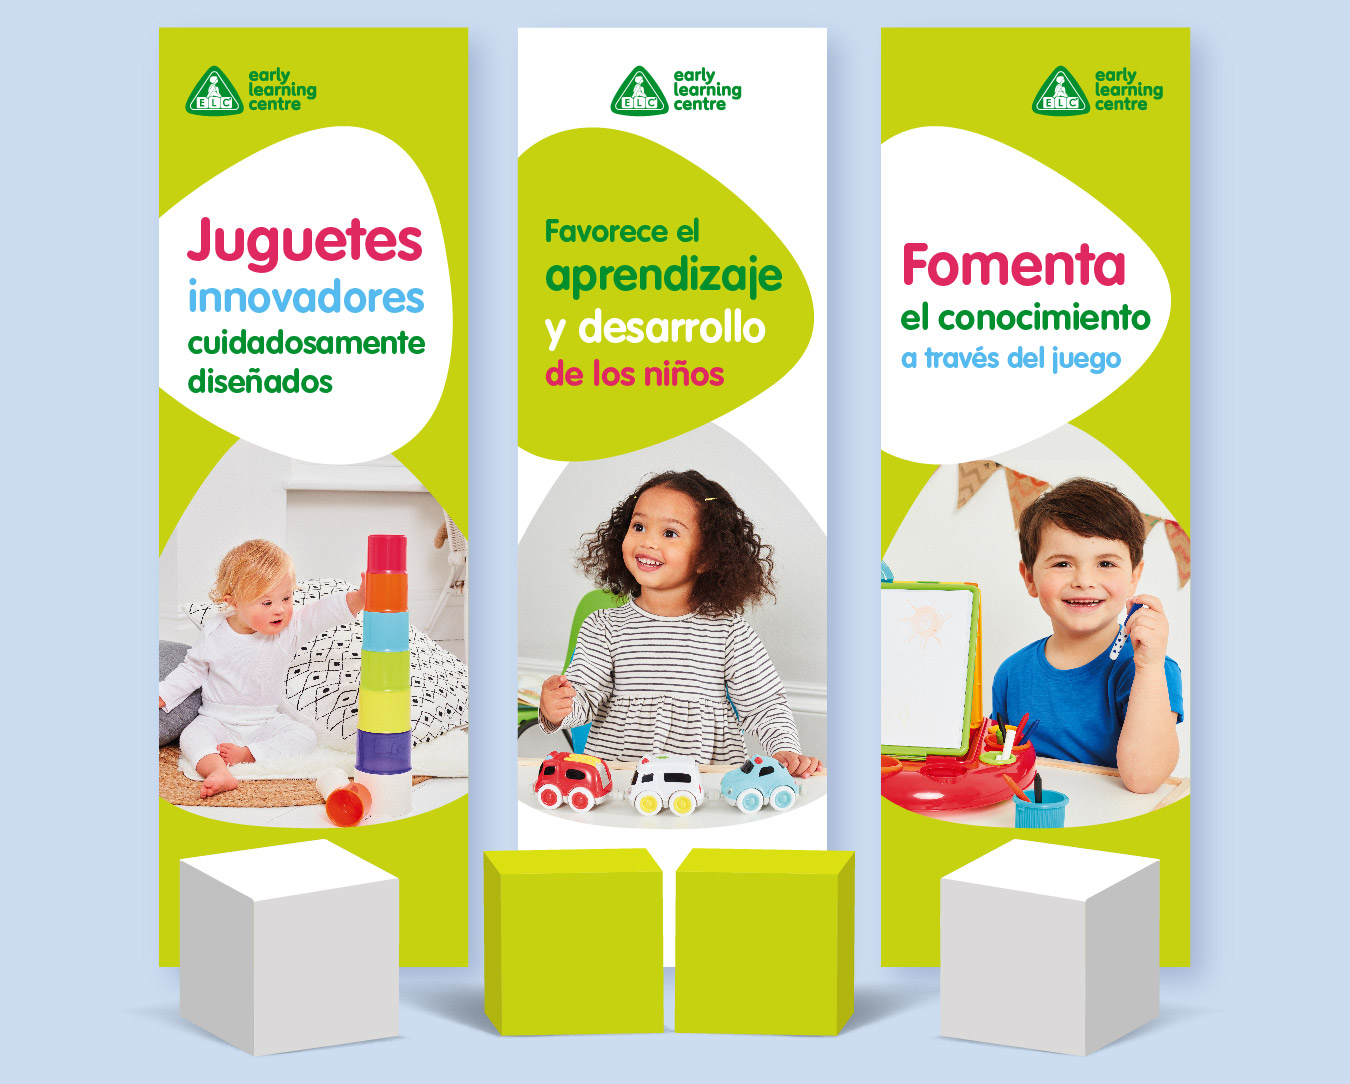 early
learning
centre
ELC
Juguetes
innovadores
cuidadosamente
diseñados
early
learning
centre
ELC
Favorece el
aprendizaje
y desarrollo
de los niños
early
learning
centre
ELC
Fomenta
el conocimiento
a través del juego